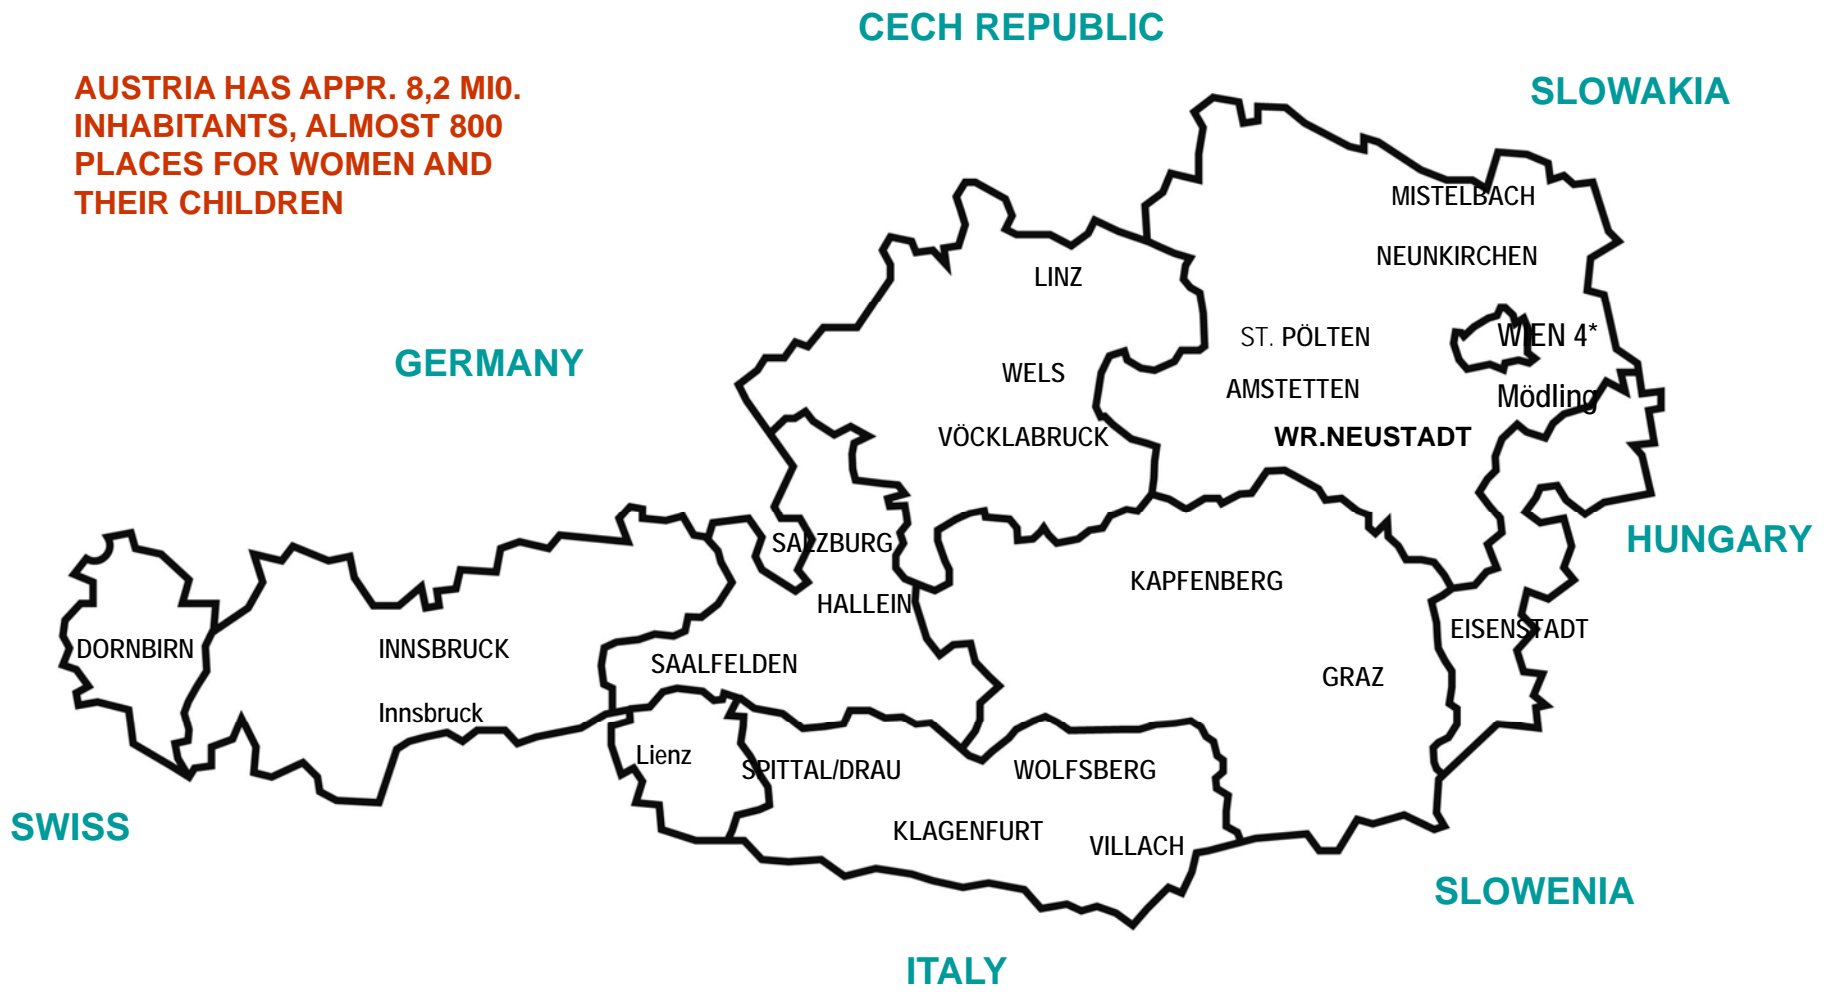 CECH REPUBLIC
AUSTRIA HAS APPR. 8,2 MI0.
INHABITANTS, ALMOST 800
PLACES FOR WOMEN AND
THEIR CHILDREN
SLOWAKIA
MISTELBACH
NEUNKIRCHEN
LINZ
ST. PÖLTEN
WIEN 4*
GERMANY
WELS
AMSTETTEN
Mödling
VÖCKLABRUCK
WR.NEUSTADT
SALZBURG
HUNGARY
KAPFENBERG
HALLEIN
EISENSTADT
DORNBIRN
INNSBRUCK
SAALFELDEN
GRAZ
Innsbruck
Lienz
SPITTAL/DRAU
WOLFSBERG
SWISS
KLAGENFURT
VILLACH
SLOWENIA
ITALY